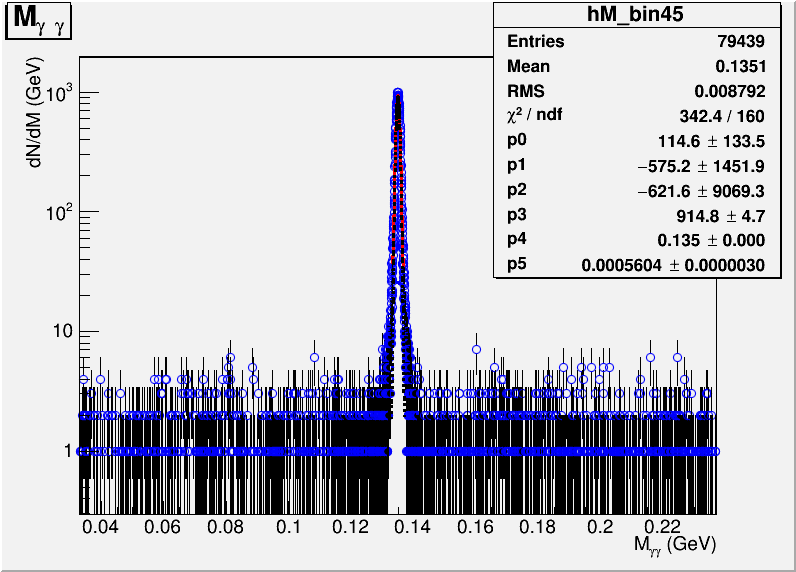 Mγ γ
hM_bin45
Entries 79439
Mean 0.1351
RMS 0.008792
χ² / ndf 342.4 / 160
p0 114.6 ± 133.5
p1 −575.2 ± 1451.9
p2 −621.6 ± 9069.3
p3 914.8 ± 4.7
p4 0.135 ± 0.000
p5 0.0005604 ± 0.0000030
dN/dM (GeV)
10³
10²
10
1
0.04 0.06 0.08 0.1 0.12 0.14 0.16 0.18 0.2 0.22
Mγγ (GeV)